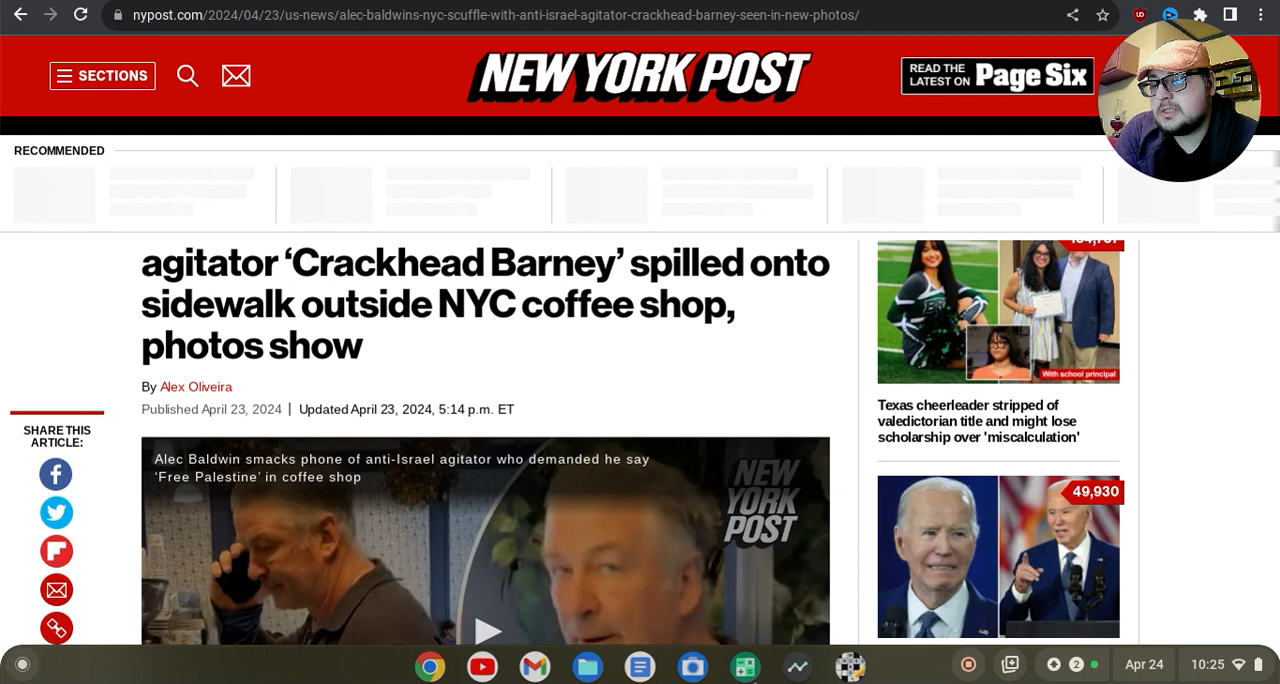 nypost.com/2024/04/23/us-news/alec-baldwins-nyc-scuffle-with-anti-israel-agitator-crackhead-barney-seen-in-new-photos/
SECTIONS
NEW YORK POST
READ THE
LATEST ON
Page Six
RECOMMENDED
agitator ‘Crackhead Barney’ spilled onto
sidewalk outside NYC coffee shop,
photos show
By Alex Oliveira
Published April 23, 2024 | Updated April 23, 2024, 5:14 p.m. ET
SHARE THIS
ARTICLE:
Alec Baldwin smacks phone of anti-Israel agitator who demanded he say
‘Free Palestine’ in coffee shop
NEW
YORK
POST
With school principal
Texas cheerleader stripped of
valedictorian title and might lose
scholarship over 'miscalculation'
49,930
2
Apr 24
10:25